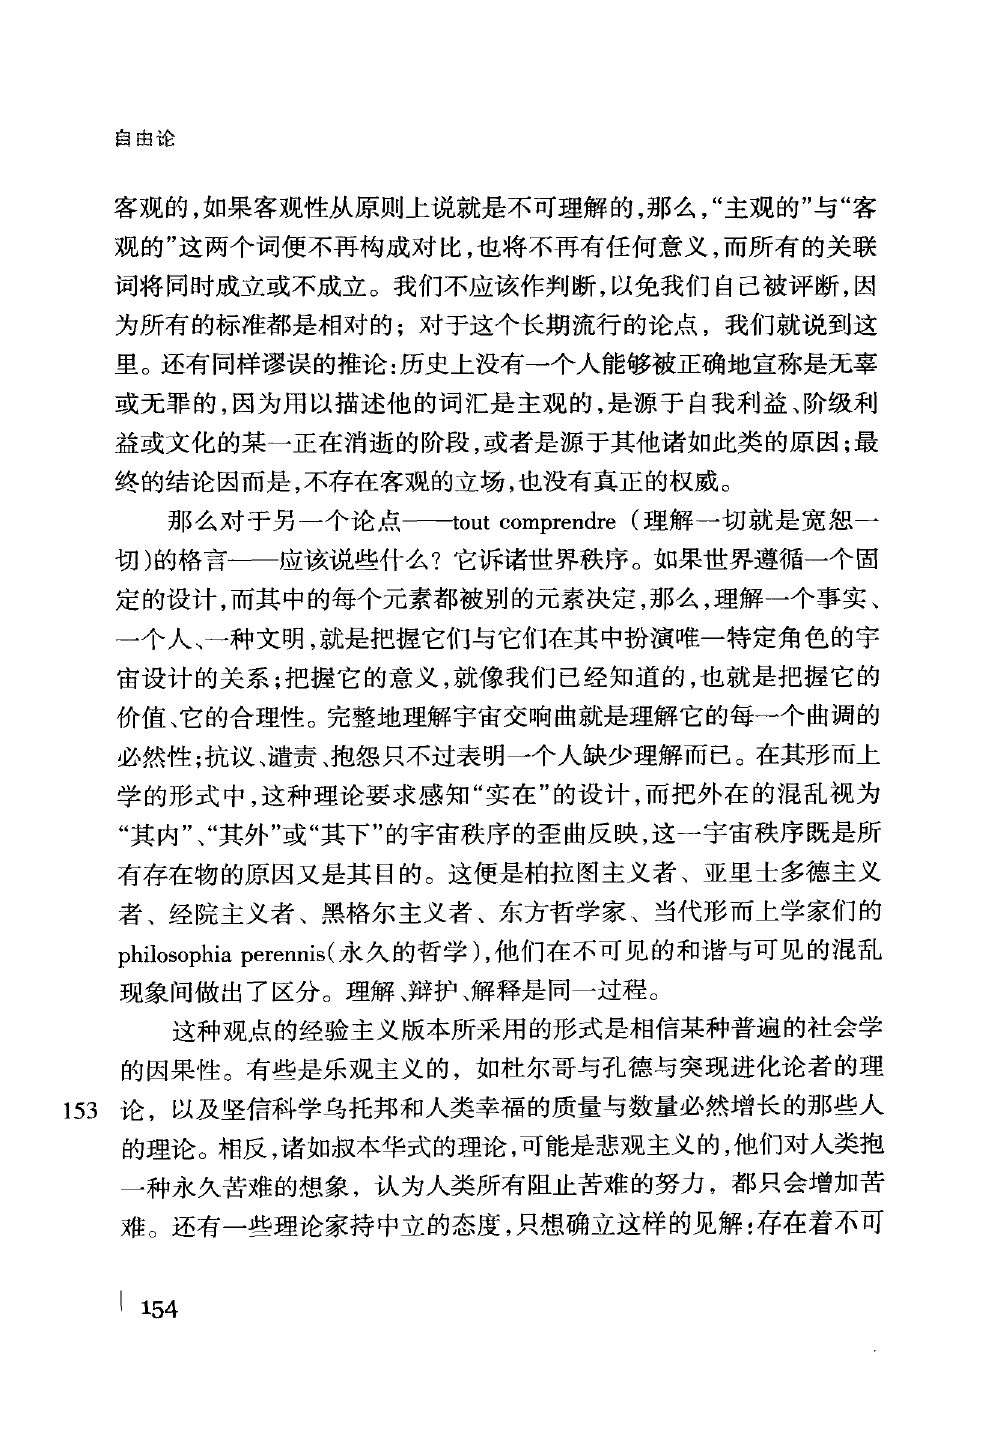 自由论
客观的,如果客观性从原则上说就是不可理解的,那么,“主观的”与“客
观的”这两个词便不再构成对比,也将不再有任何意义,而所有的关联
词将同时成立或不成立。我们不应该作判断,以免我们自己被评断,因
为所有的标准都是相对的；对于这个长期流行的论点，我们就说到这
里。还有同样谬误的推论:历史上没有一个人能够被正确地宣称是无辜
或无罪的,因为用以描述他的词汇是主观的,是源于自我利益、阶级利
益或文化的某一正在消逝的阶段,或者是源于其他诸如此类的原因;最
终的结论因而是,不存在客观的立场,也没有真正的权威。
那么对于另一个论点——tout comprendre（理解一切就是宽恕一
切)的格言——应该说些什么？它诉诸世界秩序。如果世界遵循一个固
定的设计,而其中的每个元素都被别的元素决定,那么,理解一个事实、
一个人、一种文明,就是把握它们与它们在其中扮演唯一特定角色的宇
宙设计的关系;把握它的意义,就像我们已经知道的,也就是把握它的
价值、它的合理性。完整地理解宇宙交响曲就是理解它的每一个曲调的
必然性;抗议、谴责、抱怨只不过表明一个人缺少理解而已。在其形而上
学的形式中,这种理论要求感知“实在”的设计,而把外在的混乱视为
“其内”、“其外”或“其下”的宇宙秩序的歪曲反映,这一宇宙秩序既是所
有存在物的原因又是其目的。这便是柏拉图主义者、亚里士多德主义
者、经院主义者、黑格尔主义者、东方哲学家、当代形而上学家们的
philosophia perennis(永久的哲学),他们在不可见的和谐与可见的混乱
现象间做出了区分。理解、辩护、解释是同一过程。
这种观点的经验主义版本所采用的形式是相信某种普遍的社会学
的因果性。有些是乐观主义的，如杜尔哥与孔德与突现进化论者的理
153 论，以及坚信科学乌托邦和人类幸福的质量与数量必然增长的那些人
的理论。相反,诸如叔本华式的理论,可能是悲观主义的,他们对人类抱
一种永久苦难的想象，认为人类所有阻止苦难的努力，都只会增加苦
难。还有一些理论家持中立的态度,只想确立这样的见解:存在着不可
154